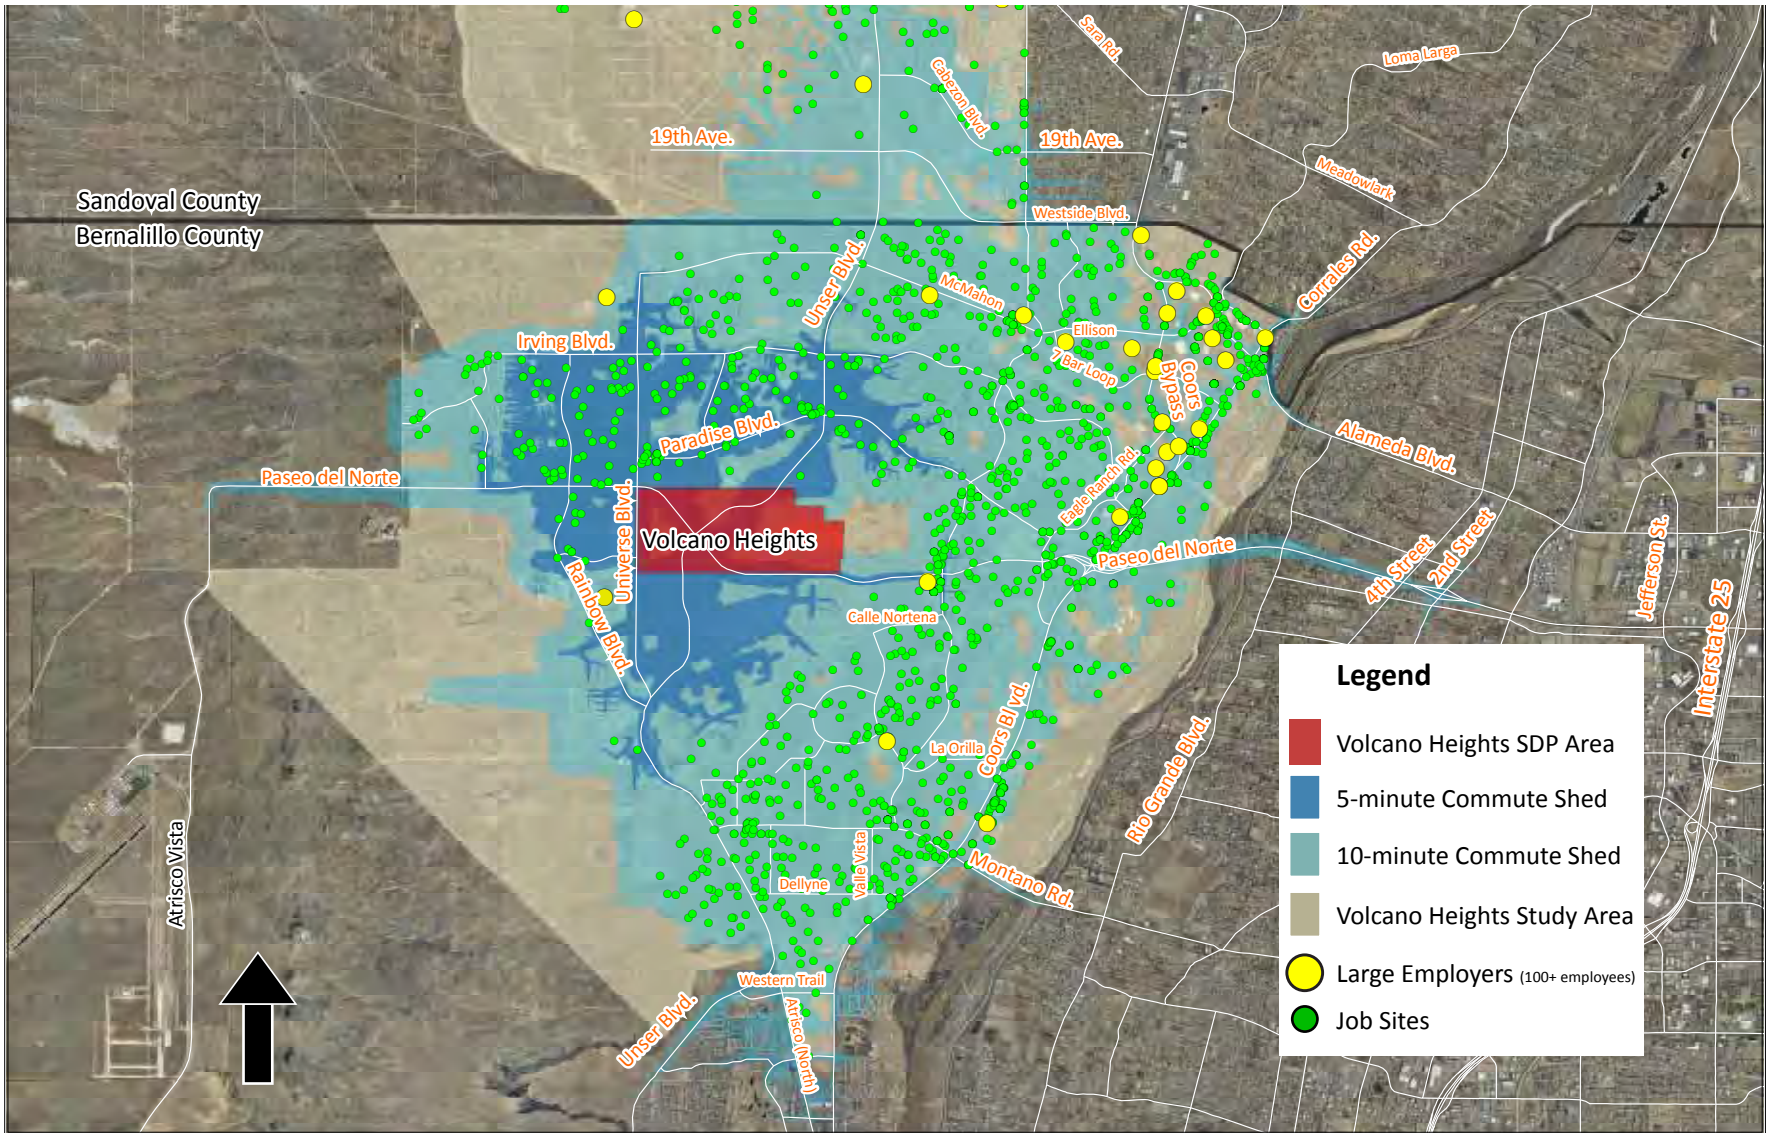 Sara Rd.
Loma Larga
Cabezon Blvd.
19th Ave.
19th Ave.
Meadowlark
Sandoval County
Bernalillo County
Westside Blvd.
Corrales Rd.
Unser Blvd.
McMahon
Irving Blvd.
Ellison
7 Bar Loop
Coors
Bypass
Paradise Blvd.
Alameda Blvd.
Paseo del Norte
Eagle Ranch Rd.
Universe Blvd.
Volcano Heights
Paseo del Norte
4th Street
2nd Street
Jefferson St.
Interstate 25
Rainbow Blvd.
Calle Nortena
Coors Blvd.
La Orilla
Rio Grande Blvd.
Atrisco Vista
Valle Vista
Dellyne
Montano Rd.
Western Trail
Unser Blvd.
Atrisco (North)
Legend
Volcano Heights SDP Area
5-minute Commute Shed
10-minute Commute Shed
Volcano Heights Study Area
Large Employers (100+ employees)
Job Sites